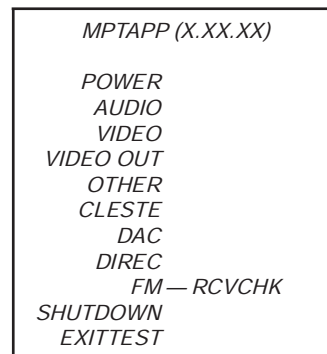 MPTAPP (X.XX.XX)
POWER
AUDIO
VIDEO
VIDEO OUT
OTHER
CLESTE
DAC
DIREC
FM — RCVCHK
SHUTDOWN
EXITTEST